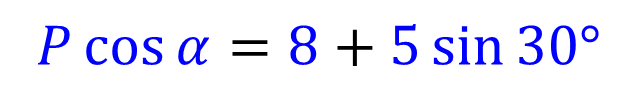 P cos α = 8 + 5 sin 30°